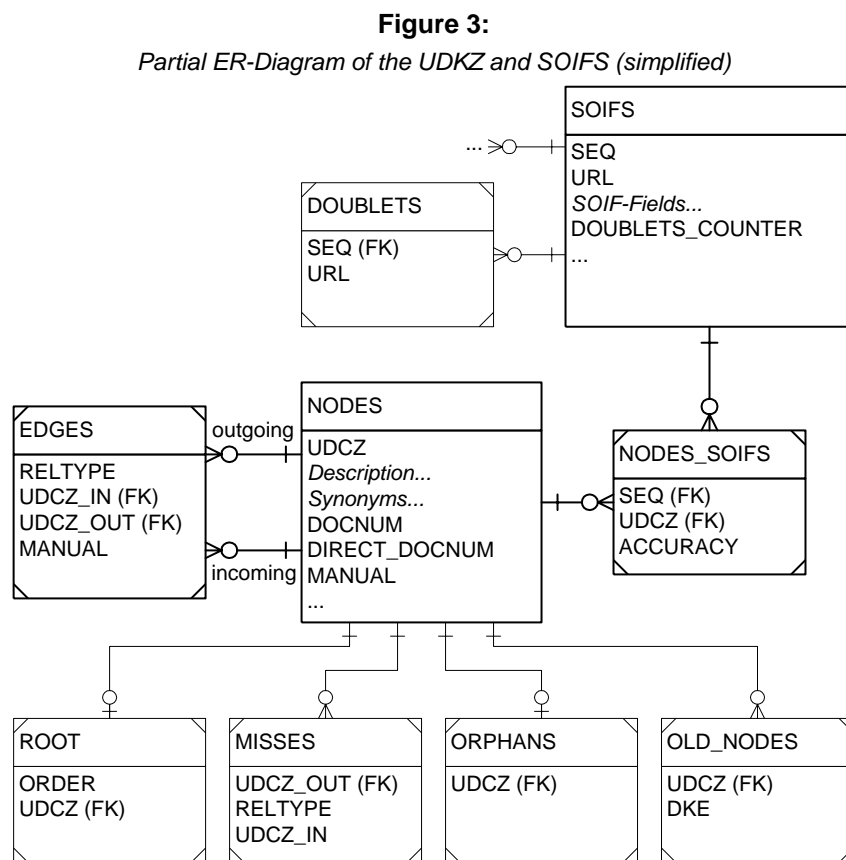 Figure 3:
Partial ER-Diagram of the UDKZ and SOIFS (simplified)
SOIFS
SEQ
URL
SOIF-Fields...
DOUBLETS_COUNTER
...
...
DOUBLETS
SEQ (FK)
URL
EDGES
RELTYPE
UDCZ_IN (FK)
UDCZ_OUT (FK)
MANUAL
outgoing
incoming
NODES
UDCZ
Description...
Synonyms...
DOCNUM
DIRECT_DOCNUM
MANUAL
...
NODES_SOIFS
SEQ (FK)
UDCZ (FK)
ACCURACY
ROOT
ORDER
UDCZ (FK)
MISSES
UDCZ_OUT (FK)
RELTYPE
UDCZ_IN
ORPHANS
UDCZ (FK)
OLD_NODES
UDCZ (FK)
DKE